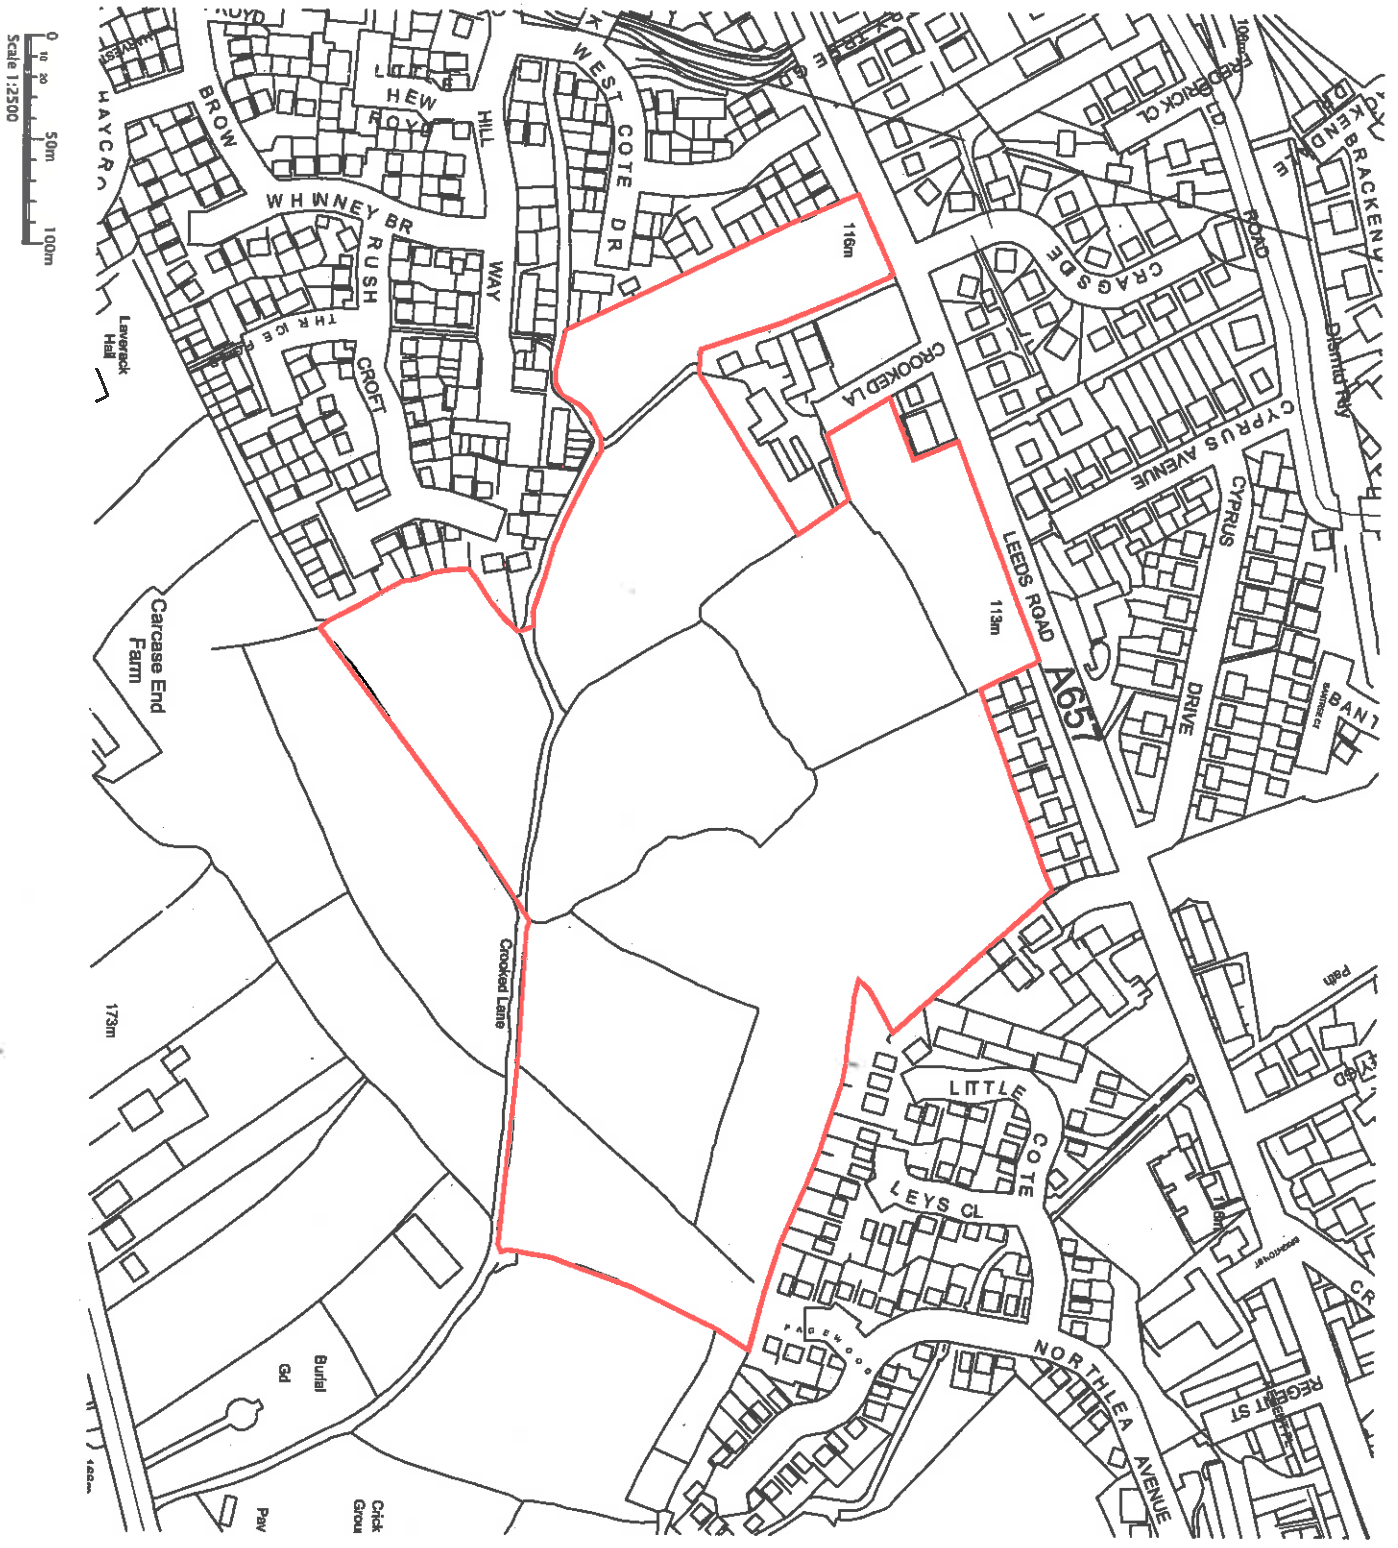 0 10 20 50m 100m
Scale 1:2500
HARVEST
BROW
HEW
ROYD
HILL
WEST COTE DR
WHINNEY BR
RUSH
CROFT
WAY
Laverack
Hall
116m
CROOKED LA
CRAGSIDE
FREDERICK CL
ROAD
CYPRUS AVENUE
CYPRUS
DRIVE
LEEDS ROAD
113m
A657
Carcase End
Farm
Crooked Lane
173m
Path
LITTLE
COTE
LEYS CL
NORTHLEA
AVENUE
REGENT ST
PAGEWOOD
CR
Burial
Gd
Pav
Crick
Grou